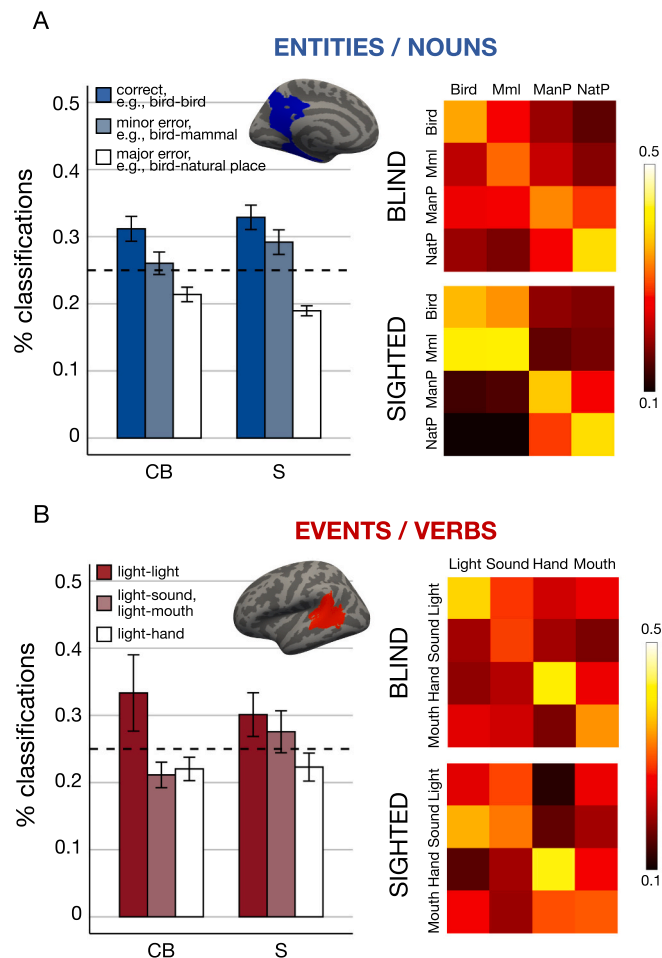 A
ENTITIES / NOUNS
% classifications
0.5
0.4
0.3
0.2
0.1
0
correct,
e.g., bird-bird
minor error,
e.g., bird-mammal
major error,
e.g., bird-natural place
CB
S
BLIND
Bird
Mml
ManP
NatP
Bird
Mml
ManP
NatP
SIGHTED
Bird
Mml
ManP
NatP
0.5
0.1
B
EVENTS / VERBS
% classifications
0.5
0.4
0.3
0.2
0.1
0
light-light
light-sound,
light-mouth
light-hand
CB
S
BLIND
Light
Sound
Hand
Mouth
Light
Sound
Hand
Mouth
SIGHTED
Light
Sound
Hand
Mouth
0.5
0.1